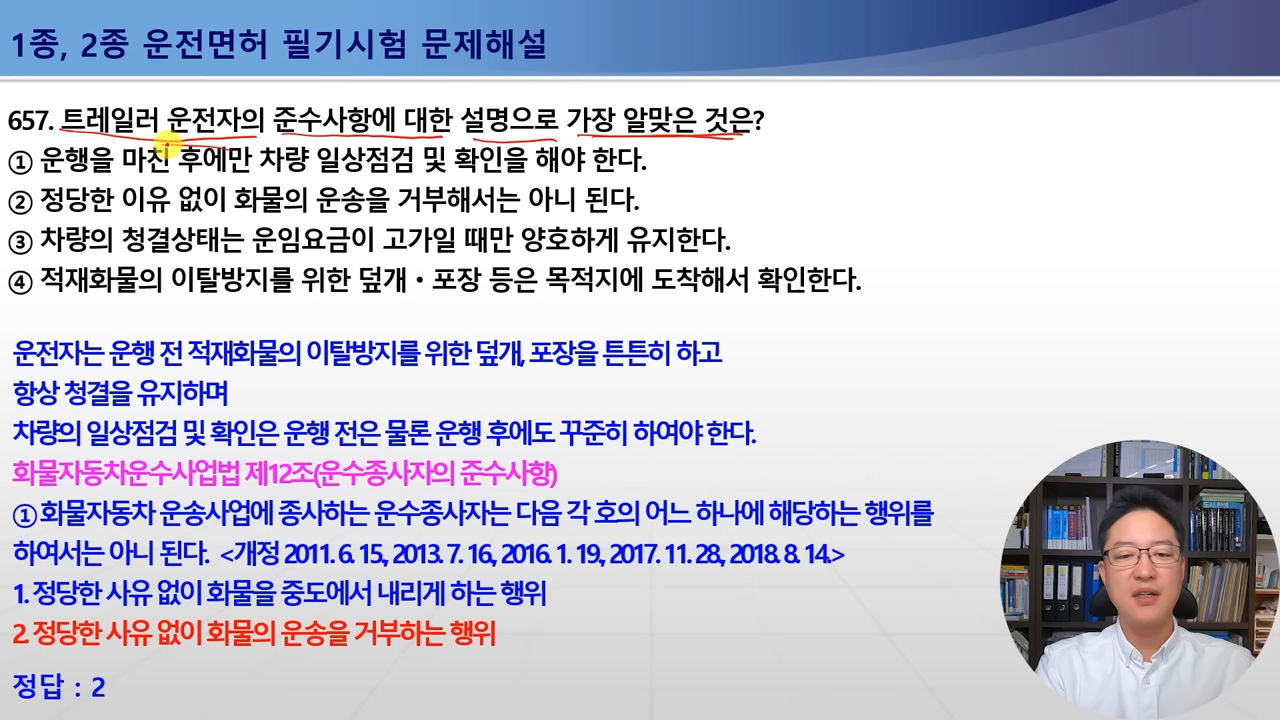 1종, 2종 운전면허 필기시험 문제해설
657. 트레일러 운전자의 준수사항에 대한 설명으로 가장 알맞은 것은?
① 운행을 마친 후에만 차량 일상점검 및 확인을 해야 한다.
② 정당한 이유 없이 화물의 운송을 거부해서는 아니 된다.
③ 차량의 청결상태는 운임요금이 고가일 때만 양호하게 유지한다.
④ 적재화물의 이탈방지를 위한 덮개・포장 등은 목적지에 도착해서 확인한다.
운전자는 운행 전 적재화물의 이탈방지를 위한 덮개, 포장을 튼튼히 하고
항상 청결을 유지하며
차량의 일상점검 및 확인은 운행 전은 물론 운행 후에도 꾸준히 하여야 한다.
화물자동차운수사업법 제12조(운수종사자의 준수사항)
① 화물자동차 운송사업에 종사하는 운수종사자는 다음 각 호의 어느 하나에 해당하는 행위를
하여서는 아니 된다. <개정 2011. 6. 15., 2013. 7. 16., 2016. 1. 19., 2017. 11. 28., 2018. 8. 14.>
1. 정당한 사유 없이 화물을 중도에서 내리게 하는 행위
2. 정당한 사유 없이 화물의 운송을 거부하는 행위
정답 : 2